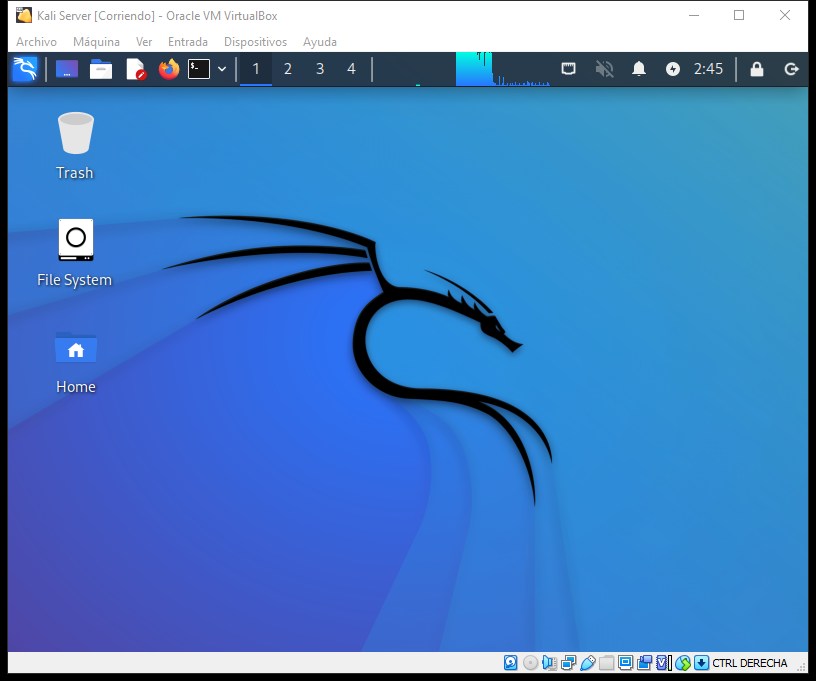 Kali Server [Corriendo] - Oracle VM VirtualBox
Archivo Máquina Ver Entrada Dispositivos Ayuda
$_ 1 2 3 4 2:45
Trash
File System
Home
CTRL DERECHA